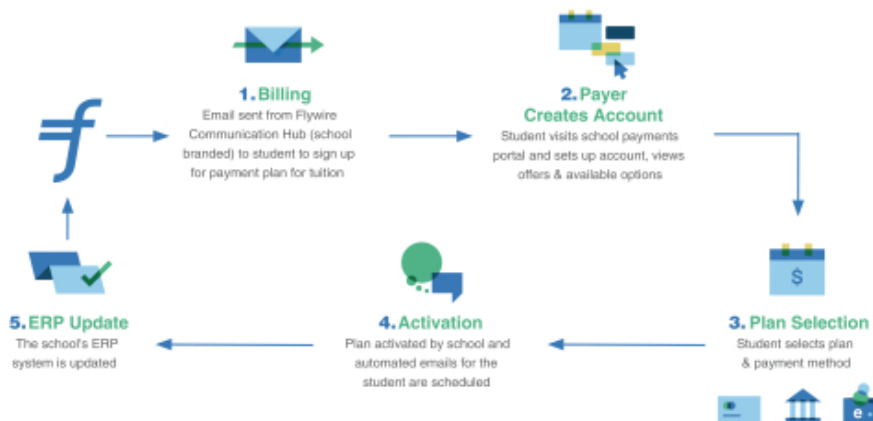 1. Billing
Email sent from Flywire
Communication Hub (school
branded) to student to sign up
for payment plan for tuition
2. Payer
Creates Account
Student visits school payments
portal and sets up account, views
offers & available options
$
3. Plan Selection
Student selects plan
& payment method
e
4. Activation
Plan activated by school and
automated emails for the
student are scheduled
5. ERP Update
The school's ERP
system is updated